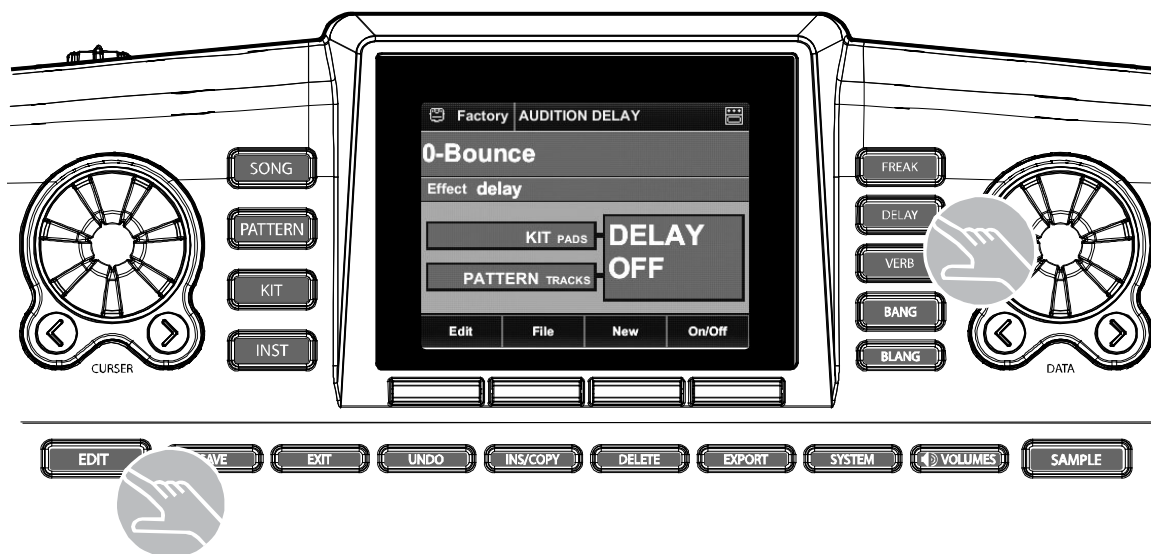 Factory AUDITION DELAY
0-Bounce
Effect delay
KIT PADS
PATTERN TRACKS
DELAY
OFF
Edit File New On/Off
SONG
PATTERN
KIT
INST
CURSER
FREAK
DELAY
VERB
BANG
BLANG
DATA
EDIT SAVE EXIT UNDO INS/COPY DELETE EXPORT SYSTEM VOLUMES SAMPLE